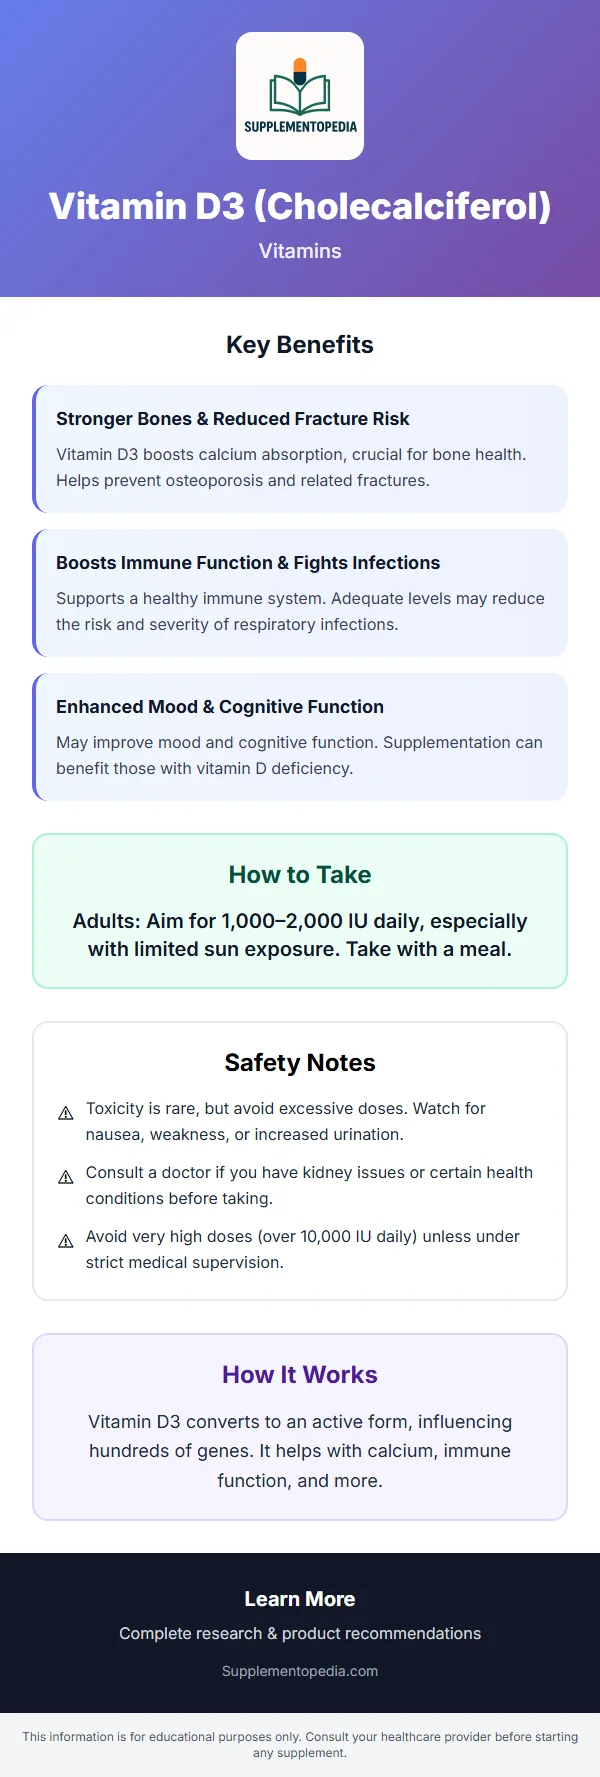 SUPPLEMENTOPEDIA
Vitamin D3 (Cholecalciferol)
Vitamins
Key Benefits
Stronger Bones & Reduced Fracture Risk
Vitamin D3 boosts calcium absorption, crucial for bone health.
Helps prevent osteoporosis and related fractures.
Boosts Immune Function & Fights Infections
Supports a healthy immune system. Adequate levels may reduce
the risk and severity of respiratory infections.
Enhanced Mood & Cognitive Function
May improve mood and cognitive function. Supplementation can
benefit those with vitamin D deficiency.
How to Take
Adults: Aim for 1,000–2,000 IU daily, especially
with limited sun exposure. Take with a meal.
Safety Notes
⚠ Toxicity is rare, but avoid excessive doses. Watch for
nausea, weakness, or increased urination.
⚠ Consult a doctor if you have kidney issues or certain health
conditions before taking.
⚠ Avoid very high doses (over 10,000 IU daily) unless under
strict medical supervision.
How It Works
Vitamin D3 converts to an active form, influencing
hundreds of genes. It helps with calcium, immune
function, and more.
Learn More
Complete research & product recommendations
Supplementopedia.com
This information is for educational purposes only. Consult your healthcare provider before starting
any supplement.